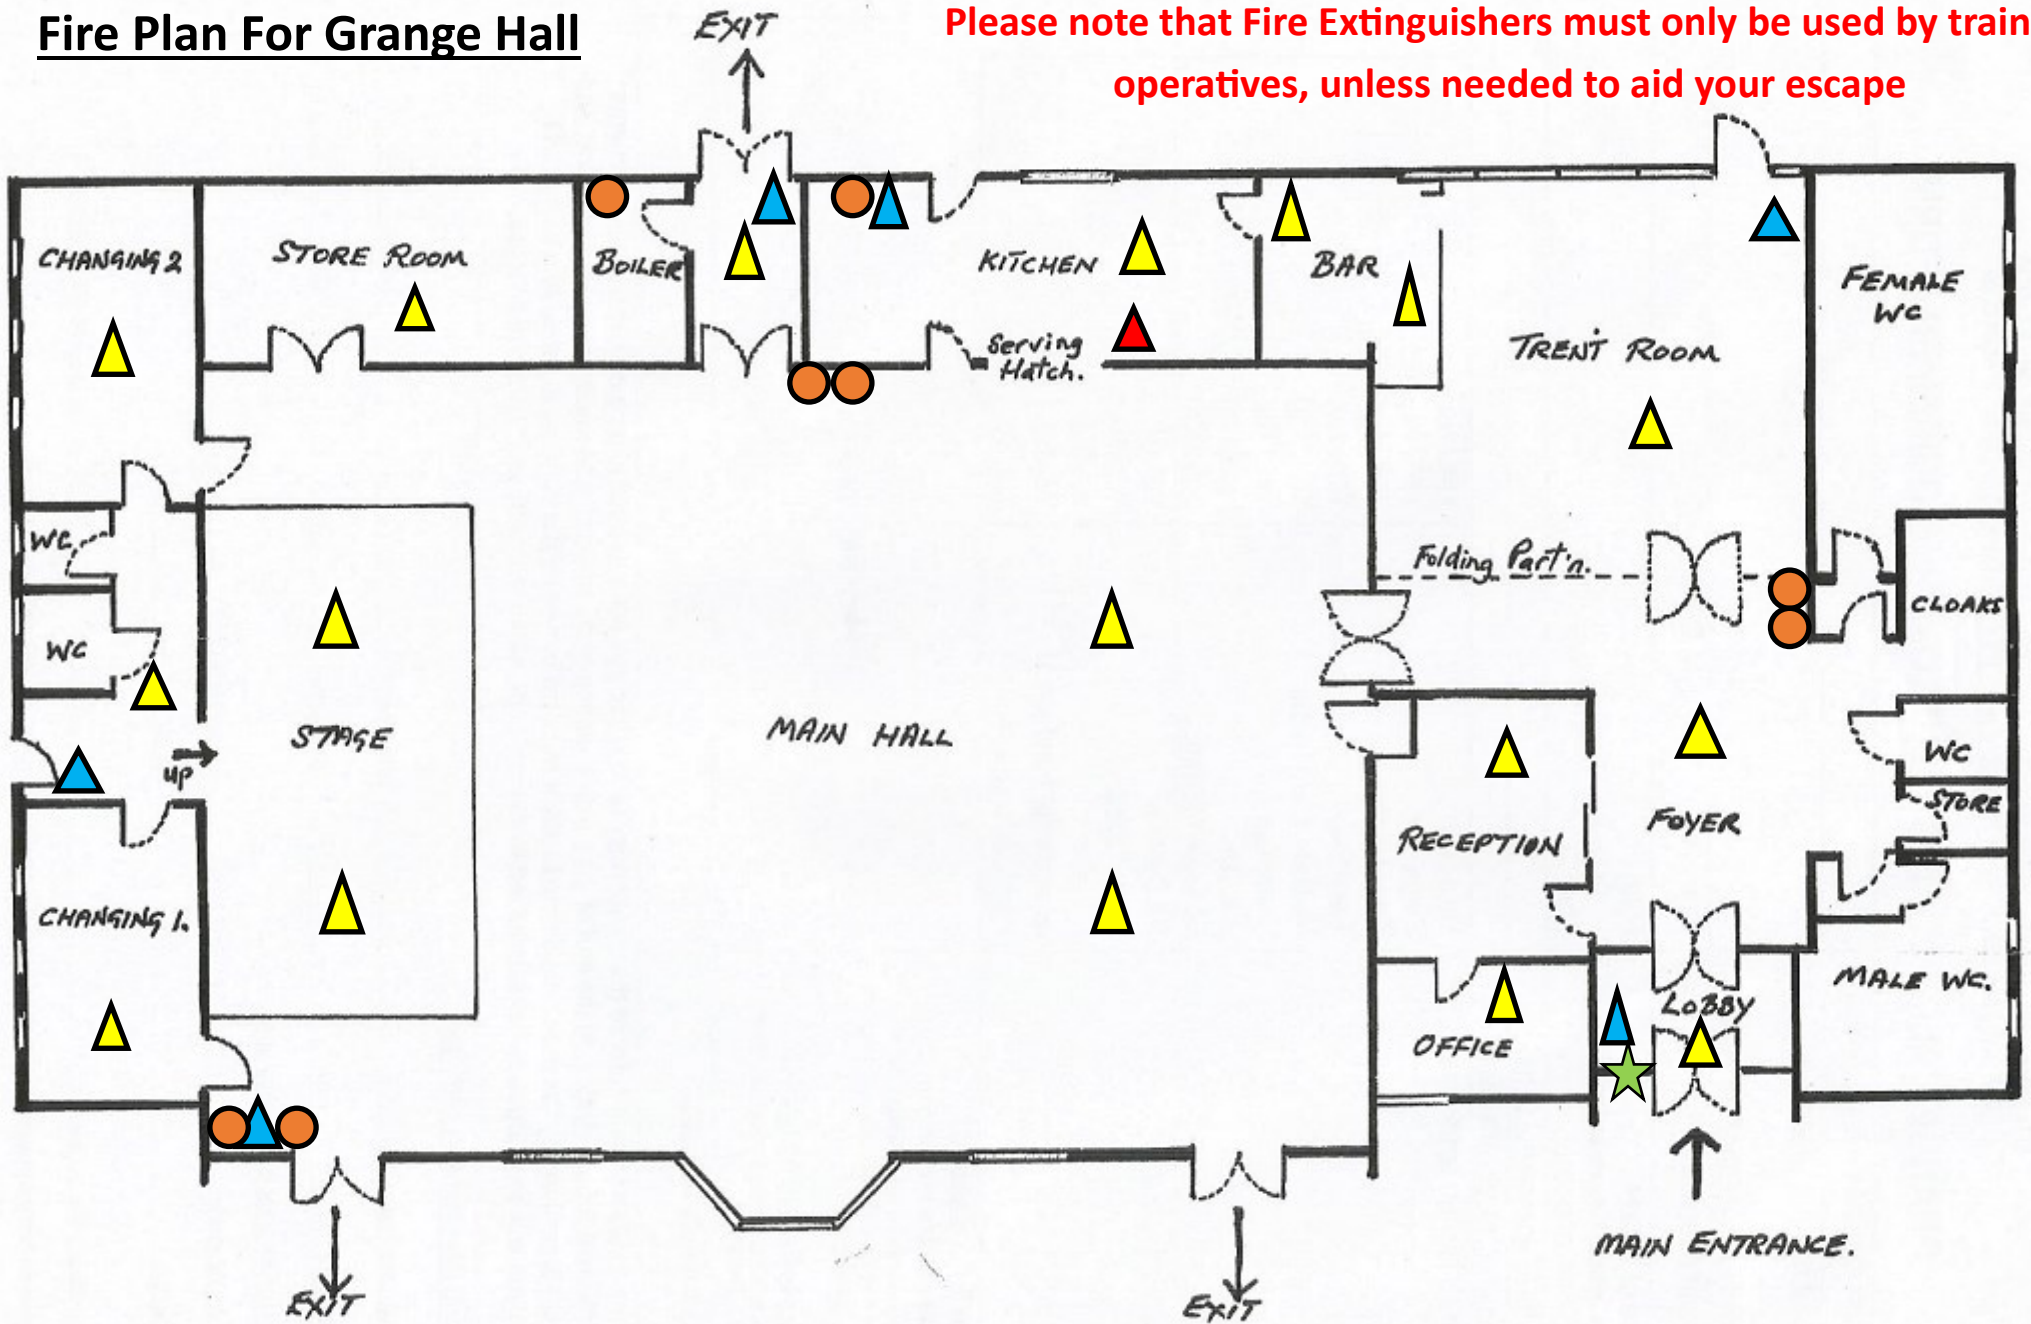 Fire Plan For Grange Hall
EXIT
Please note that Fire Extinguishers must only be used by train
operatives, unless needed to aid your escape
CHANGING 2
STORE ROOM
BOILER
KITCHEN
BAR
FEMALE
WC
Serving
Hatch.
TRENT ROOM
WC
Folding Part'n.
CLOAKS
WC
STAGE
MAIN HALL
up
WC
STORE
FOYER
RECEPTION
CHANGING 1.
MALE WC.
LOBBY
OFFICE
MAIN ENTRANCE.
EXIT
EXIT